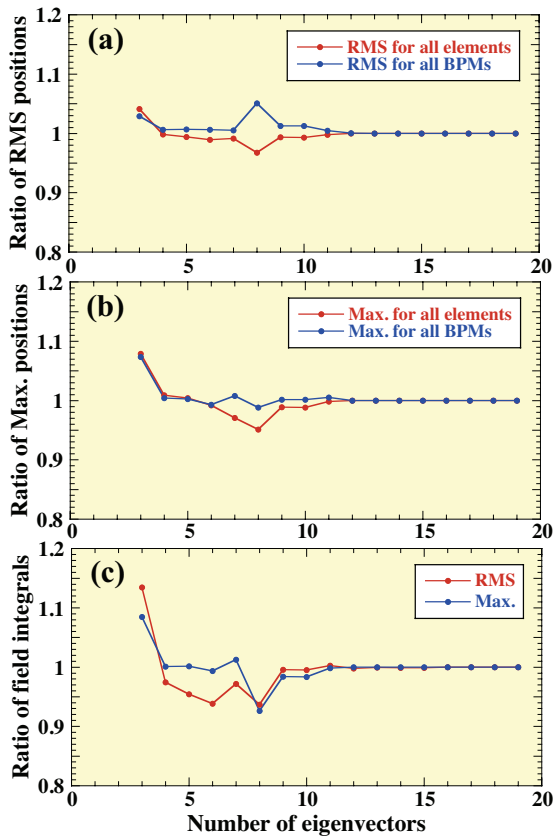 (a)
RMS for all elements
RMS for all BPMs
Ratio of RMS positions
1.2
1.1
1
0.9
0.8
0 5 10 15 20
(b)
Max. for all elements
Max. for all BPMs
Ratio of Max. positions
1.2
1.1
1
0.9
0.8
0 5 10 15 20
(c)
RMS
Max.
Ratio of field integrals
1.2
1.1
1
0.9
0.8
0 5 10 15 20
Number of eigenvectors